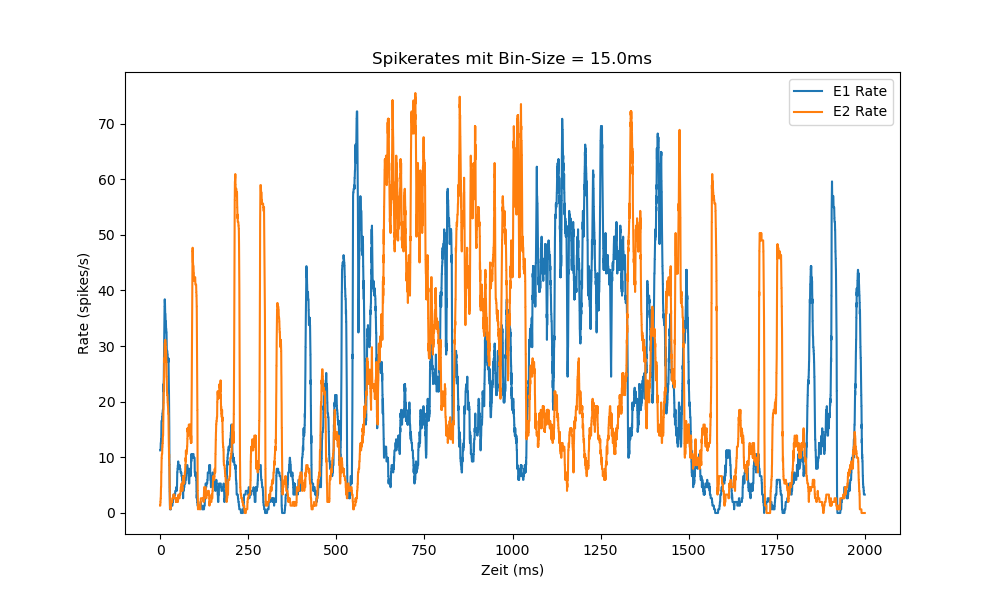 Spikerates mit Bin-Size = 15.0ms
E1 Rate
E2 Rate
Rate (spikes/s)
70
60
50
40
30
20
10
0
0 250 500 750 1000 1250 1500 1750 2000
Zeit (ms)